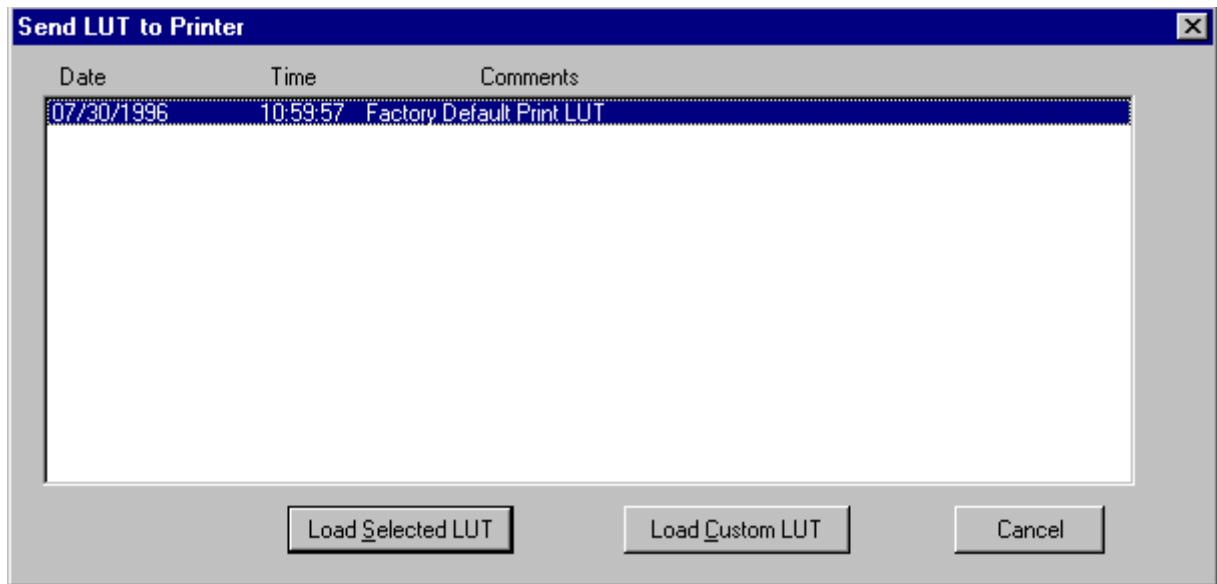 Send LUT to Printer
Date Time Comments
07/30/1996 10:59:57 Factory Default Print LUT
Load Selected LUT Load Custom LUT Cancel